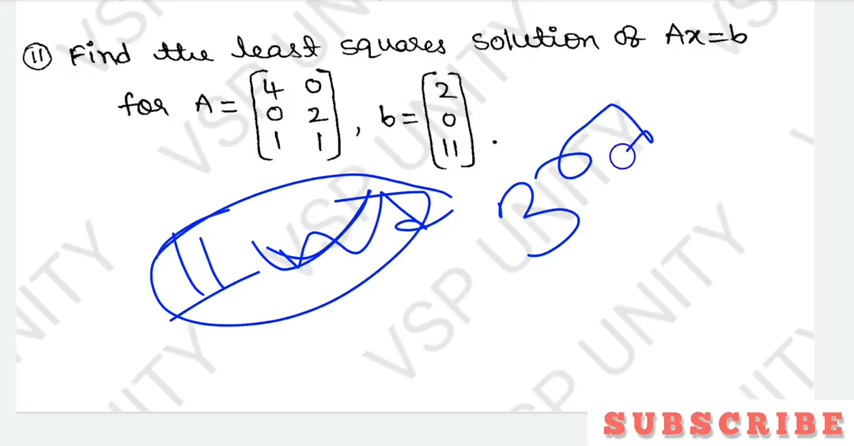 11 Find the least squares solution of Ax=b
for A = [4 0
0 2
1 1] , b = [2
0
11] .
VSP UNITY
SUBSCRIBE